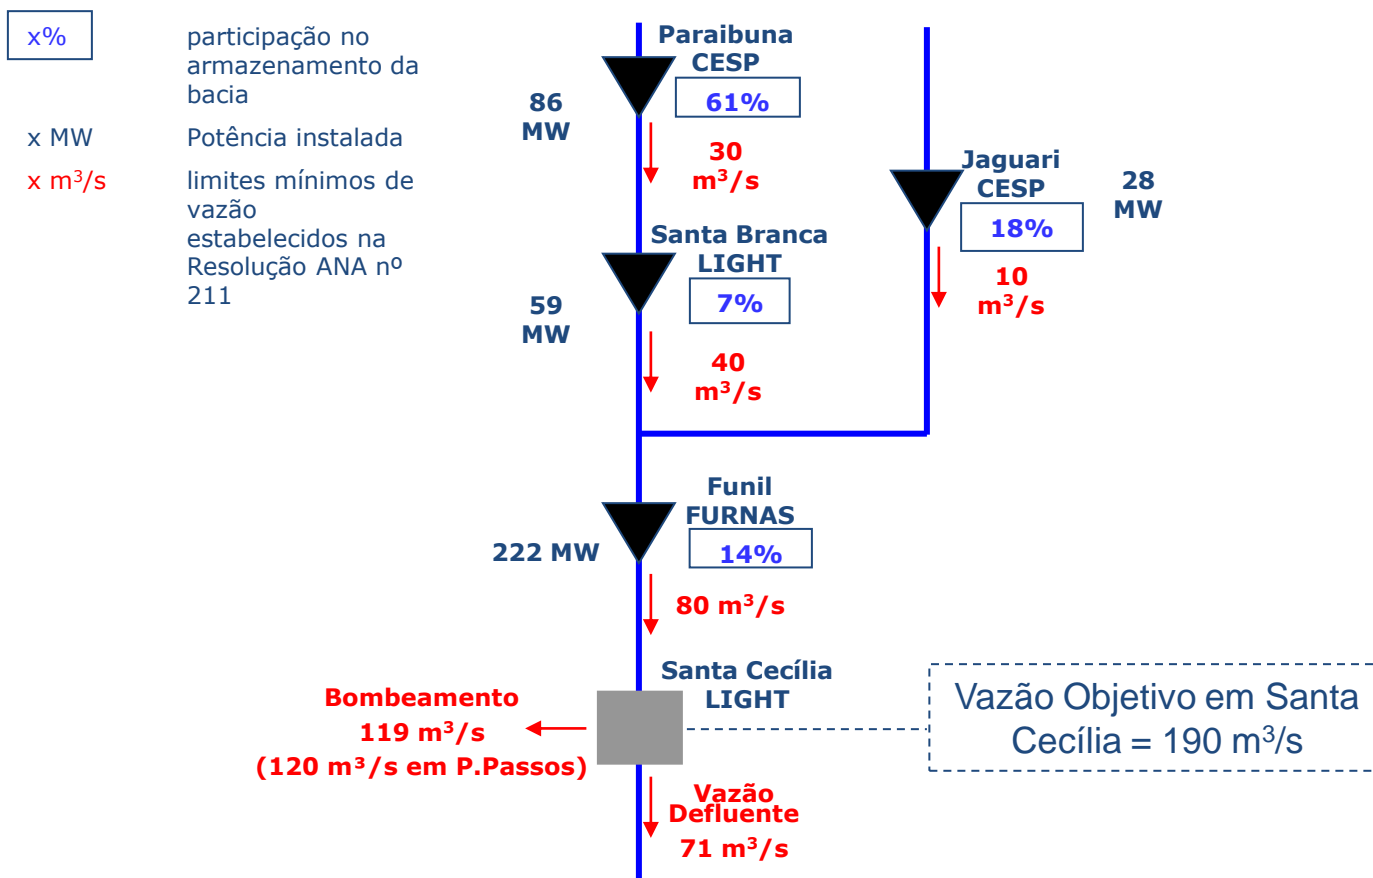 x%
participação no
armazenamento da
bacia
x MW
Potência instalada
x m³/s
limites mínimos de
vazão
estabelecidos na
Resolução ANA nº
211
Paraibuna
CESP
61%
86
MW
30
m³/s
Jaguari
CESP
18%
28
MW
10
m³/s
Santa Branca
LIGHT
7%
59
MW
40
m³/s
Funil
FURNAS
14%
222 MW
80 m³/s
Santa Cecília
LIGHT
Bombeamento
119 m³/s
(120 m³/s em P.Passos)
Vazão Objetivo em Santa
Cecília = 190 m³/s
Vazão
Defluente
71 m³/s